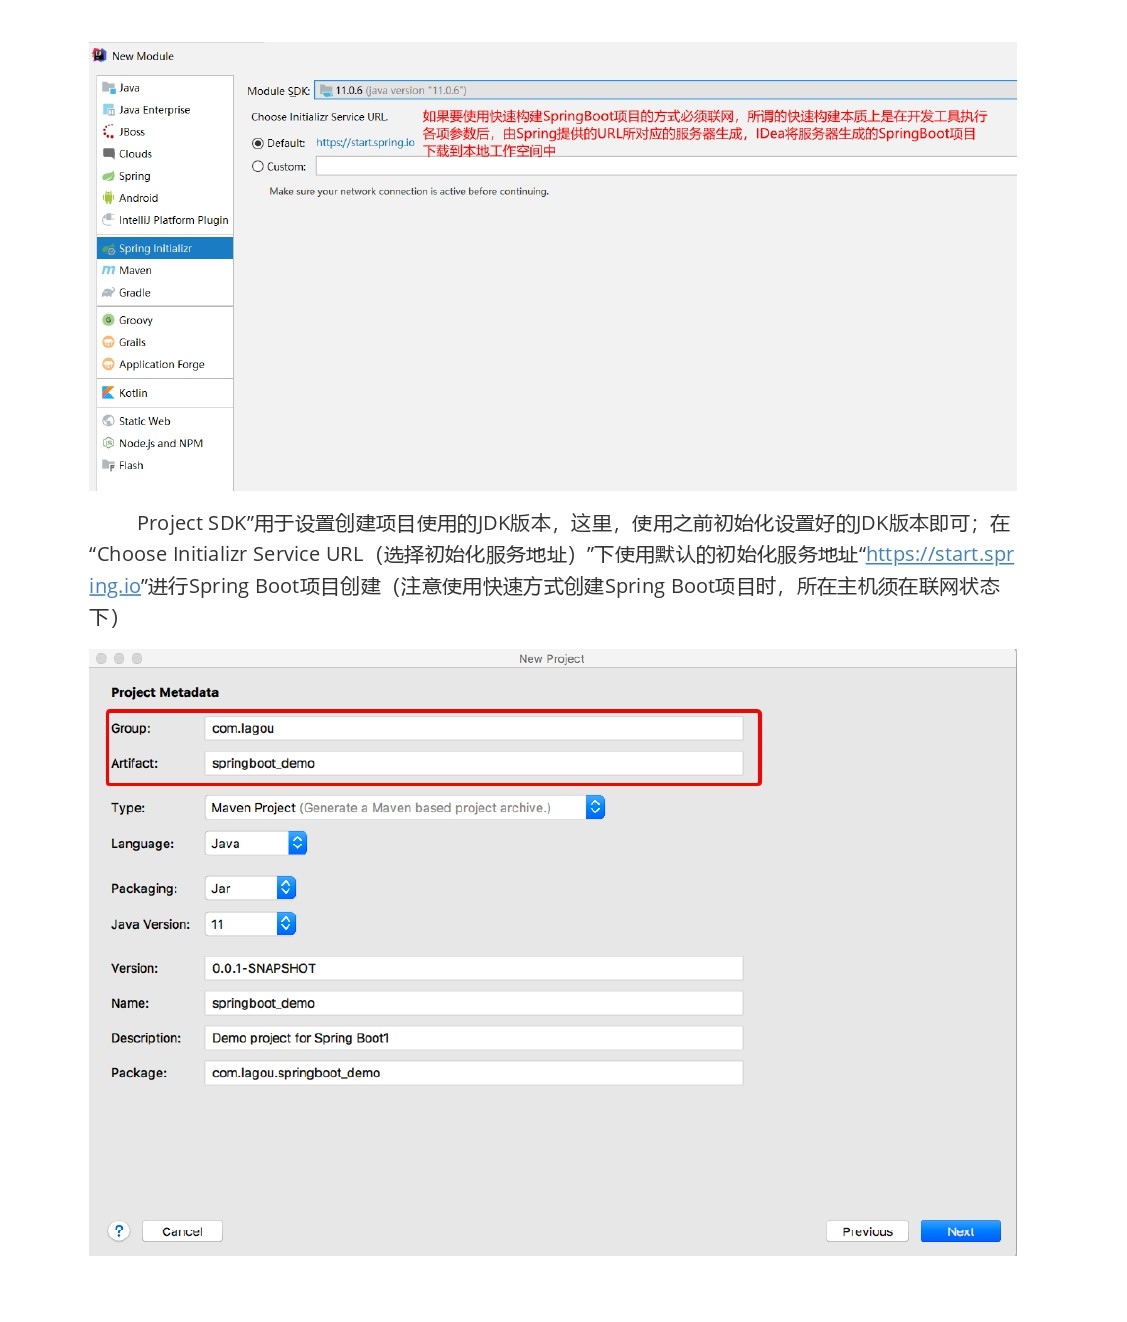 New Module
Java
Java Enterprise
JBoss
Clouds
Spring
Android
IntelliJ Platform Plugin
Spring Initializr
Maven
Gradle
Groovy
Grails
Application Forge
Kotlin
Static Web
Node.js and NPM
Flash
Module SDK: 11.0.6 (java version "11.0.6")
Choose Initializr Service URL.
如果要使用快速构建SpringBoot项目的方式必须联网，所谓的快速构建本质上是在开发工具执行
各项参数后，由Spring提供的URL所对应的服务器生成，IDea将服务器生成的SpringBoot项目
下载到本地工作空间中
Default: https://start.spring.io
Custom:
Make sure your network connection is active before continuing.
Project SDK”用于设置创建项目使用的JDK版本，这里，使用之前初始化设置好的JDK版本即可；在
“Choose Initializr Service URL（选择初始化服务地址）”下使用默认的初始化服务地址“https://start.spr
ing.io”进行Spring Boot项目创建（注意使用快速方式创建Spring Boot项目时，所在主机须在联网状态
下）
New Project
Project Metadata
Group: com.lagou
Artifact: springboot_demo
Type: Maven Project (Generate a Maven based project archive.)
Language: Java
Packaging: Jar
Java Version: 11
Version: 0.0.1-SNAPSHOT
Name: springboot_demo
Description: Demo project for Spring Boot1
Package: com.lagou.springboot_demo
? Cancel Previous Next